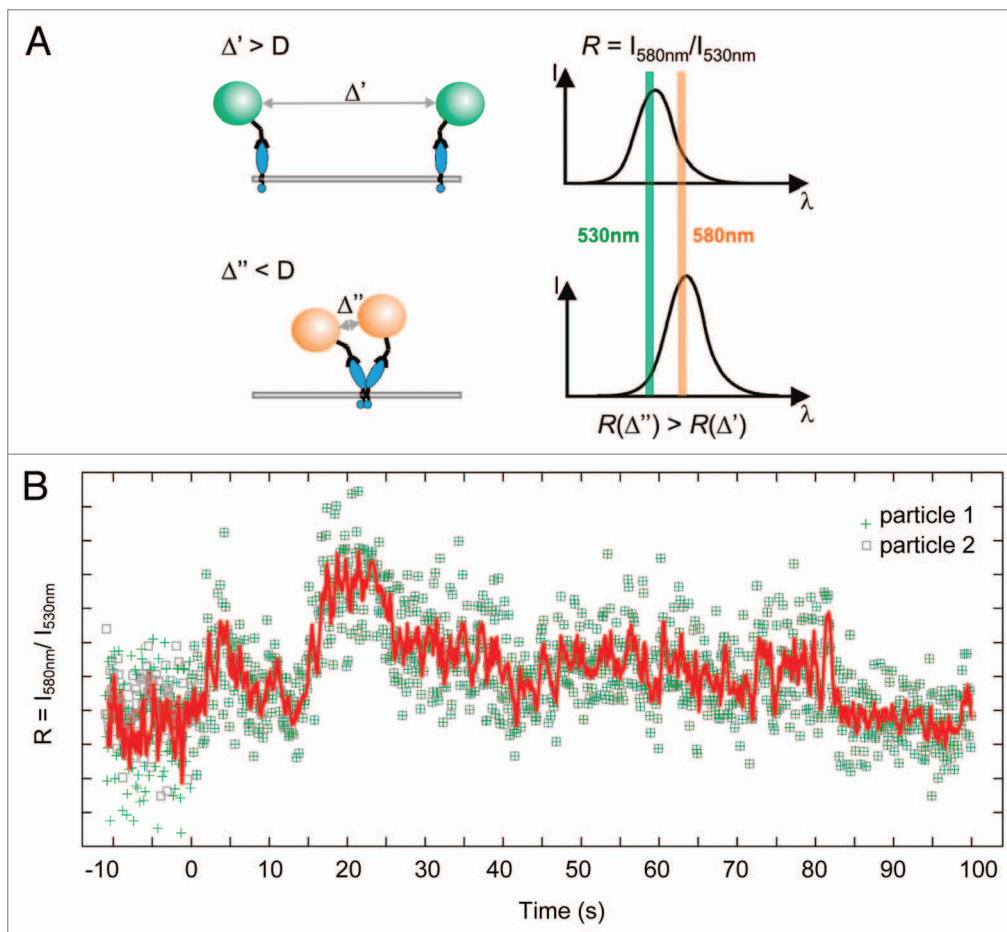 A
Δ' > D
Δ'
R = I580nm/I530nm
I
λ
530nm
580nm
Δ" < D
Δ"
I
λ
R(Δ") > R(Δ')
B
particle 1
particle 2
R = I580nm/ I530nm
-10 0 10 20 30 40 50 60 70 80 90 100
Time (s)